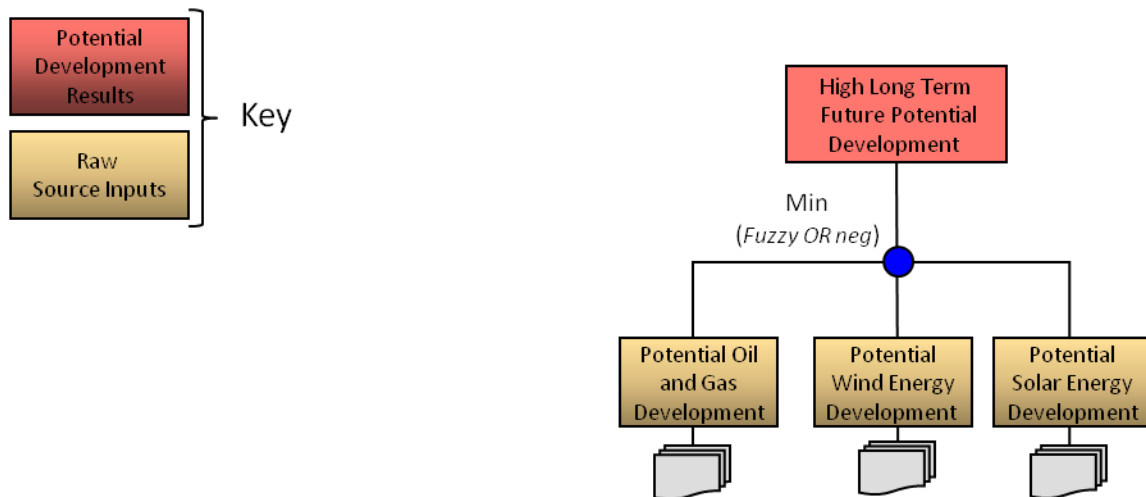 Potential
Development
Results
Key
Raw
Source Inputs
High Long Term
Future Potential
Development
Min
(Fuzzy OR neg)
Potential Oil
and Gas
Development
Potential
Wind Energy
Development
Potential
Solar Energy
Development